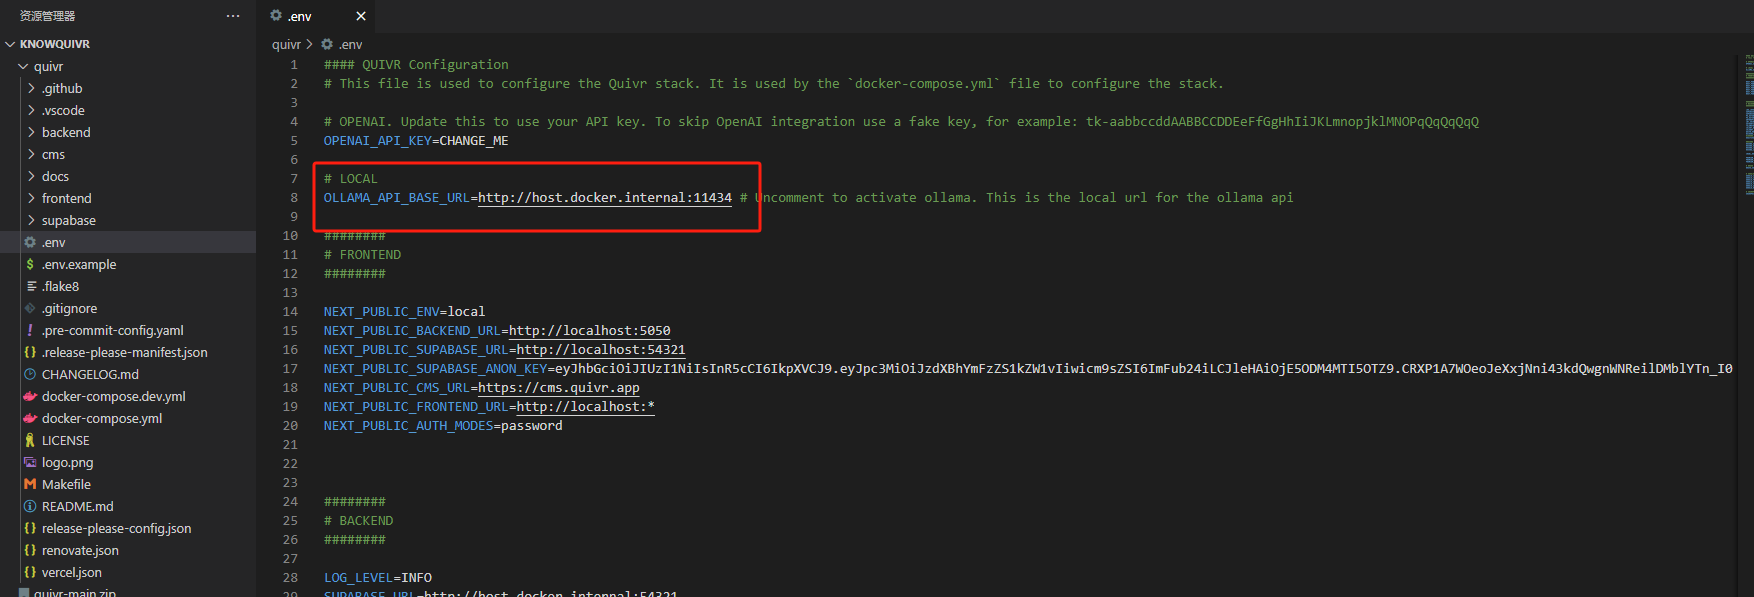 资源管理器
KNOWQUIVR
quivr
.github
.vscode
backend
cms
docs
frontend
supabase
.env
.env.example
.flake8
.gitignore
.pre-commit-config.yaml
.release-please-manifest.json
CHANGELOG.md
docker-compose.dev.yml
docker-compose.yml
LICENSE
logo.png
Makefile
README.md
release-please-config.json
renovate.json
vercel.json
quivr-main.zip
.env
quivr > .env
1 #### QUIVR Configuration
2 # This file is used to configure the Quivr stack. It is used by the `docker-compose.yml` file to configure the stack.
3
4 # OPENAI. Update this to use your API key. To skip OpenAI integration use a fake key, for example: tk-aabbccddAABBCCDDEeFfGgHhIiJKLmnopjklMNOPqQqQqQqQ
5 OPENAI_API_KEY=CHANGE_ME
6
7 # LOCAL
8 OLLAMA_API_BASE_URL=http://host.docker.internal:11434 # Uncomment to activate ollama. This is the local url for the ollama api
9
10 ########
11 # FRONTEND
12 ########
13
14 NEXT_PUBLIC_ENV=local
15 NEXT_PUBLIC_BACKEND_URL=http://localhost:5050
16 NEXT_PUBLIC_SUPABASE_URL=http://localhost:54321
17 NEXT_PUBLIC_SUPABASE_ANON_KEY=eyJhbGciOiJIUzI1NiIsInR5cCI6IkpXVCJ9.eyJpc3MiOiJzdXBhYmFzZS1kZW1vIiwicm9sZSI6ImFub24iLCJleHAiOjE5ODM4MTI5OTZ9.CRXP1A7WOeoJeXxjNni43kdQwgnWNReilDMblYTn_I0
18 NEXT_PUBLIC_CMS_URL=https://cms.quivr.app
19 NEXT_PUBLIC_FRONTEND_URL=http://localhost:*
20 NEXT_PUBLIC_AUTH_MODES=password
21
22
23
24 ########
25 # BACKEND
26 ########
27
28 LOG_LEVEL=INFO
29 SUPABASE_URL=http://host.docker.internal:54321